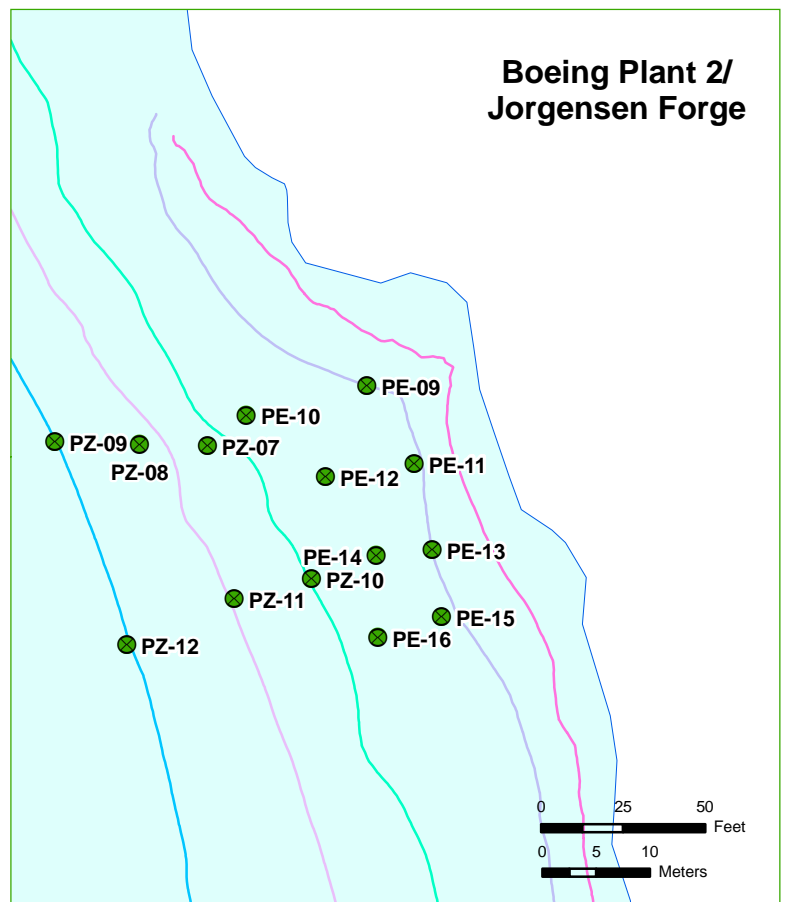 Boeing Plant 2/
Jorgensen Forge
PE-09
PE-10
PZ-09
PZ-07
PZ-08
PE-11
PE-12
PE-13
PE-14
PZ-10
PZ-11
PE-15
PE-16
PZ-12
0 25 50
Feet
0 5 10
Meters